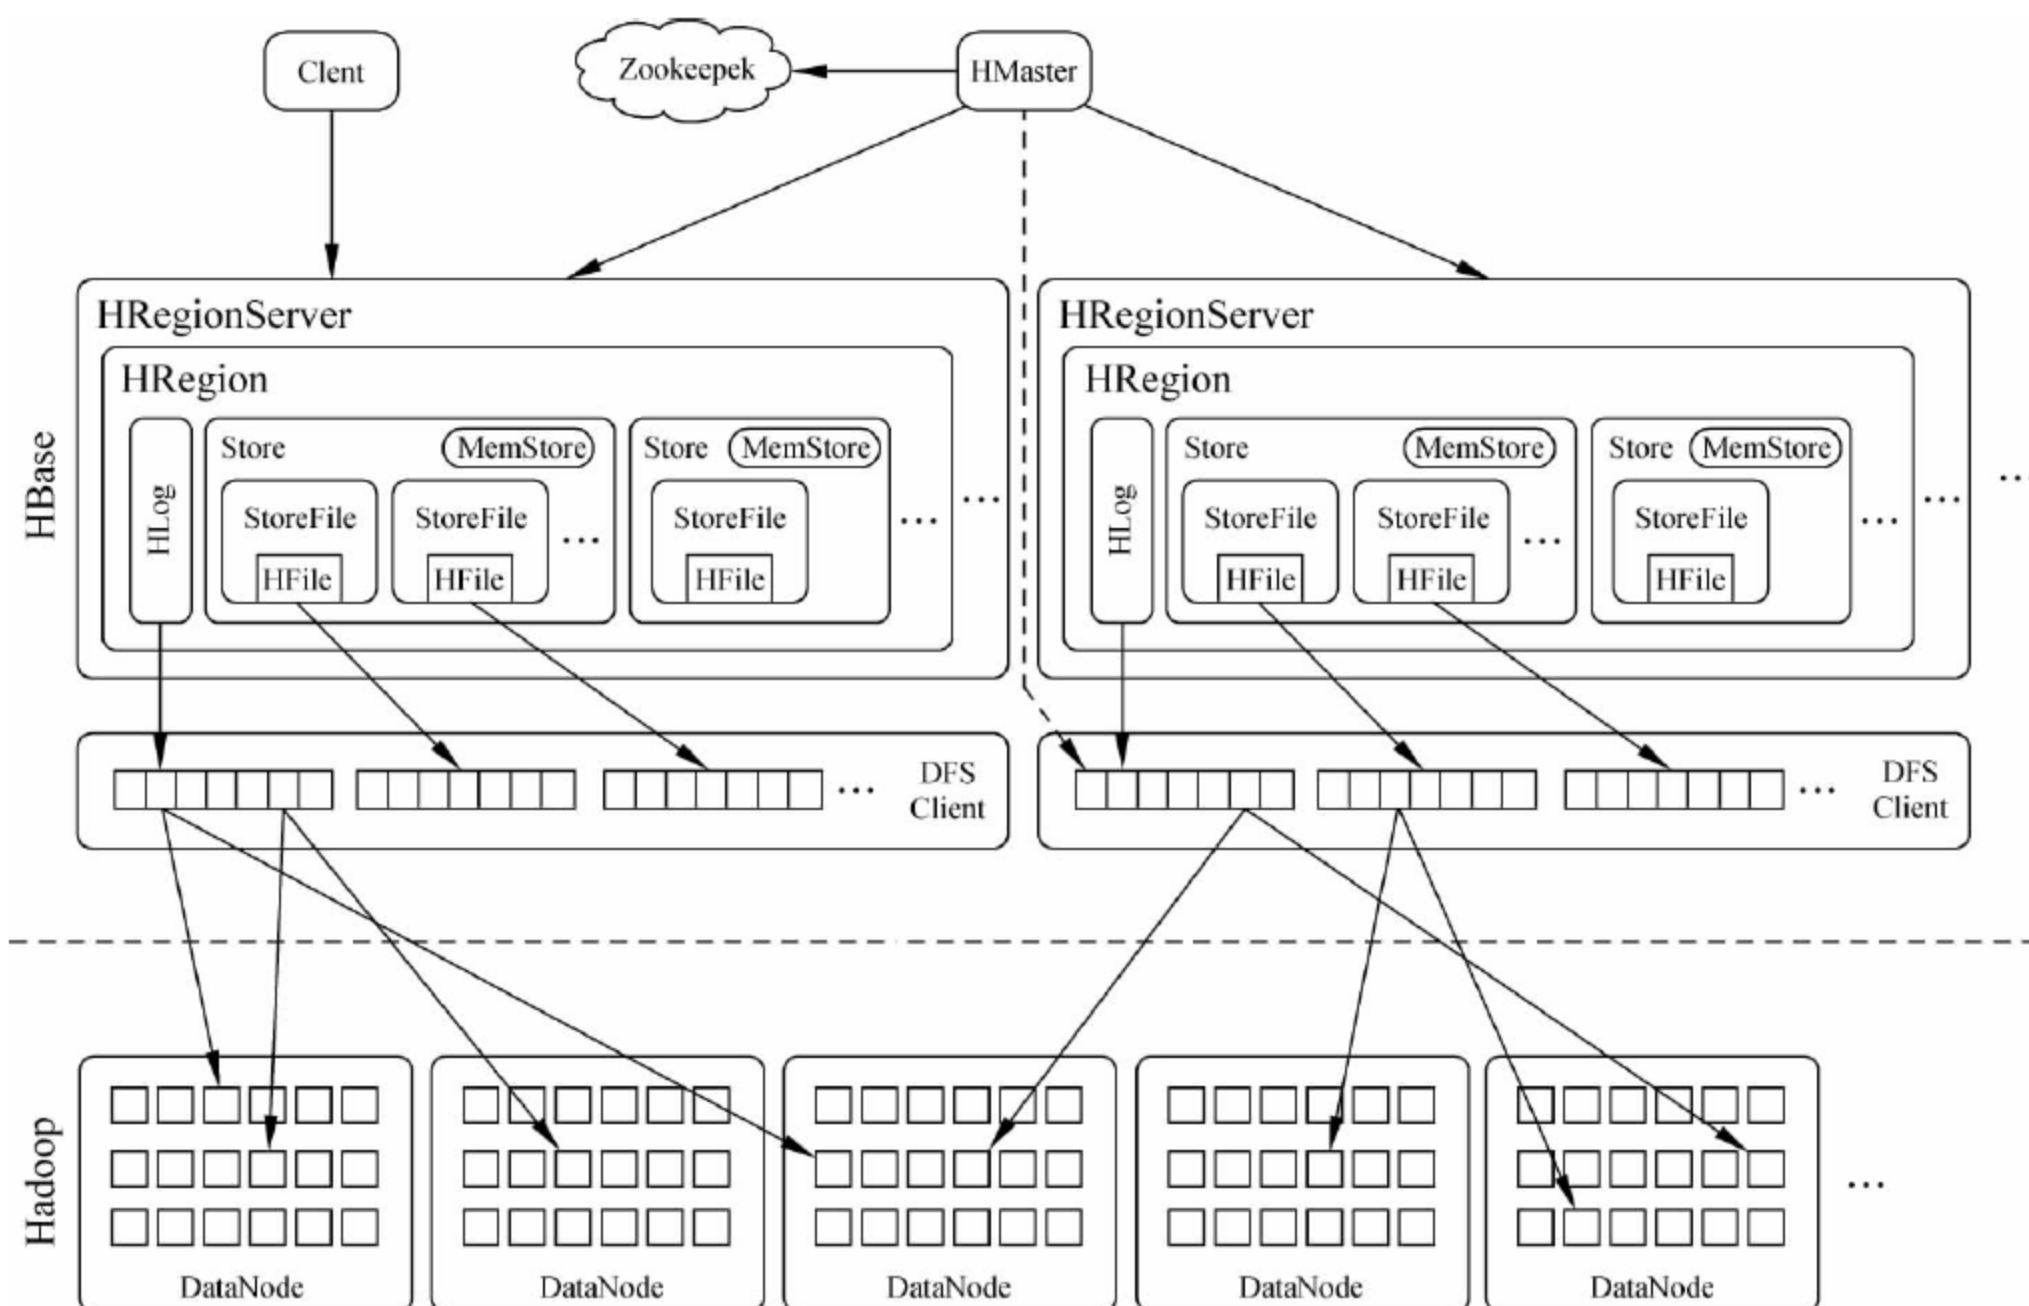 Clent
Zookeepek
HMaster
HBase
HRegionServer
HRegion
HLog
Store
MemStore
StoreFile
HFile
StoreFile
HFile
...
Store
MemStore
StoreFile
HFile
...
...
HRegionServer
HRegion
HLog
Store
MemStore
StoreFile
HFile
StoreFile
HFile
...
Store
MemStore
StoreFile
HFile
...
...
...
...
DFS
Client
...
DFS
Client
Hadoop
DataNode
DataNode
DataNode
DataNode
DataNode
...